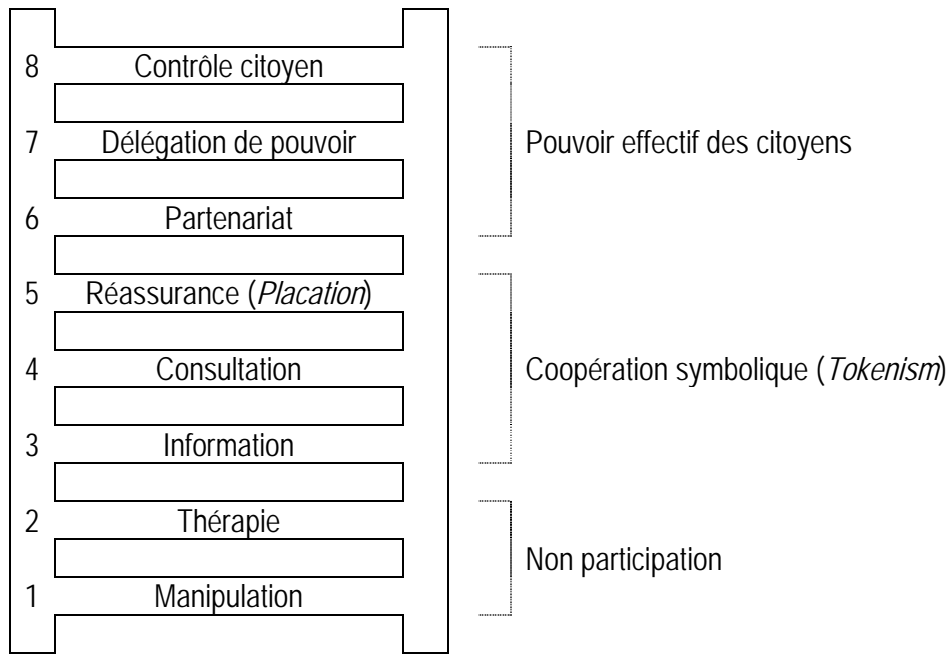 8 Contrôle citoyen
7 Délégation de pouvoir
Pouvoir effectif des citoyens
6 Partenariat
5 Réassurance (Placation)
4 Consultation
Coopération symbolique (Tokenism)
3 Information
2 Thérapie
Non participation
1 Manipulation